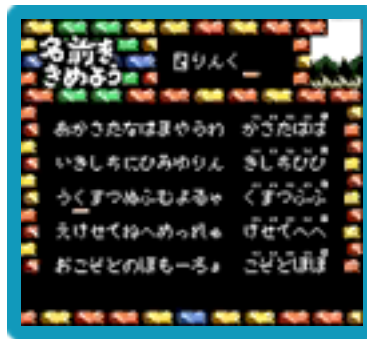 名前を
きめよう
りんく
あかさたなはまやらわ がざだばぱ
いきしちにひみゆりん ぎじぢびぴ
うくすつぬふむよるゃ ぐずづぶぷ
えけせてねへめっれゅ げぜでべぺ
おこそとのほもーろょ ごぞどぼぽ